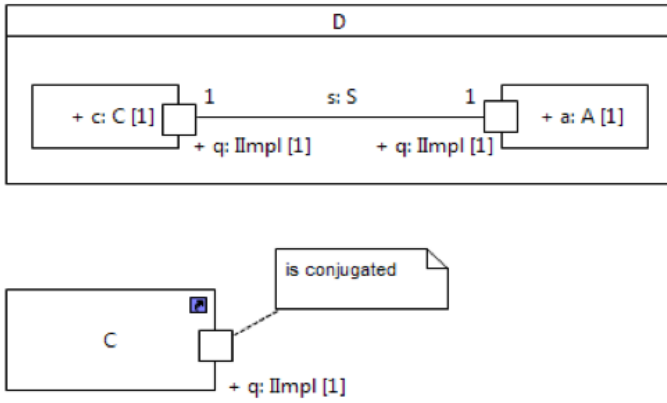 D
1 s: S 1
+ c: C [1] + a: A [1]
+ q: IImpl [1] + q: IImpl [1]
is conjugated
C
+ q: IImpl [1]